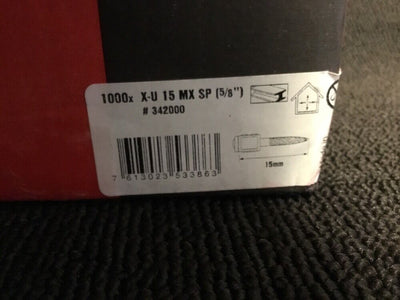 1000x X-U 15 MX SP (5/8")
# 342000
15mm
7 613023 533863